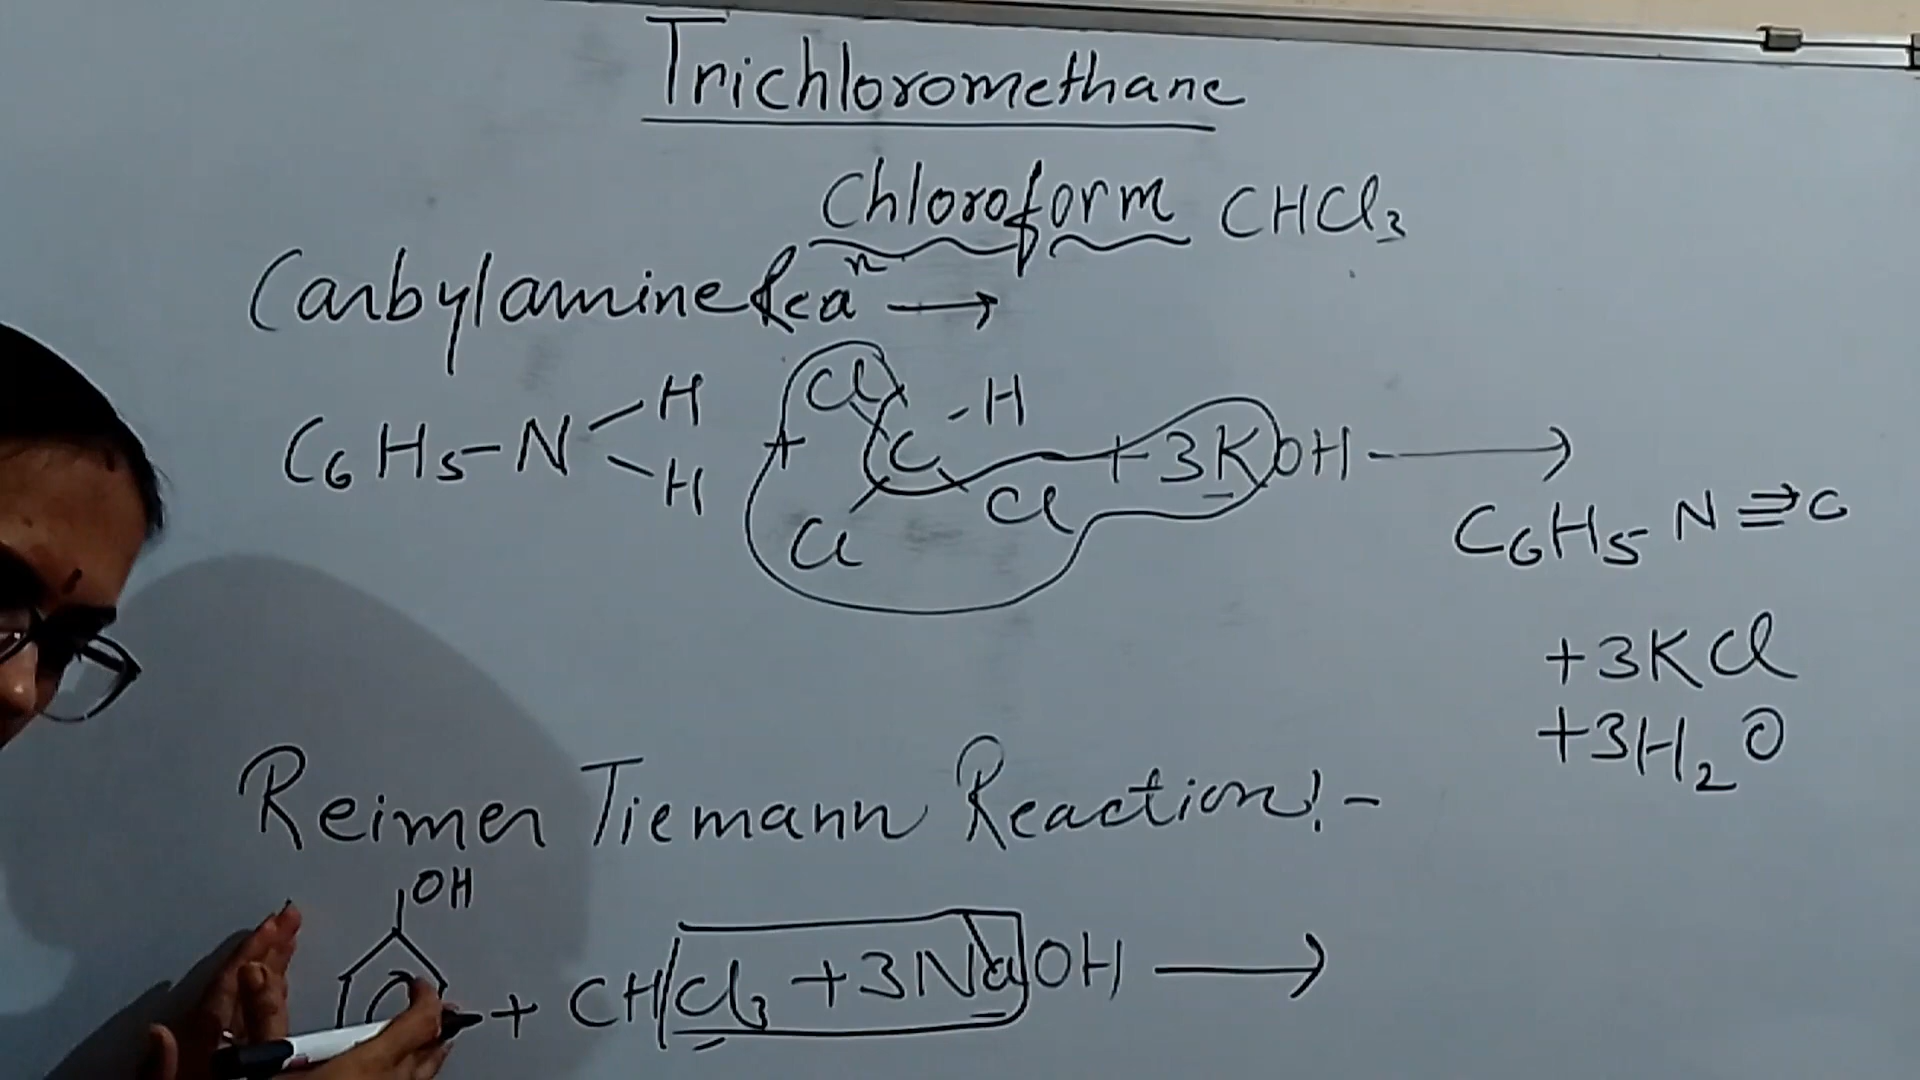 Trichloromethane
Chloroform CHCl₃
Carbylamine Reaⁿ →
C₆H₅-N<H H + Cl Cl Cl C-H + 3KOH →
C₆H₅-N≡C
+3KCl
+3H₂O
Reimer Tiemann Reaction:-
OH
+ CHCl₃ + 3NaOH →